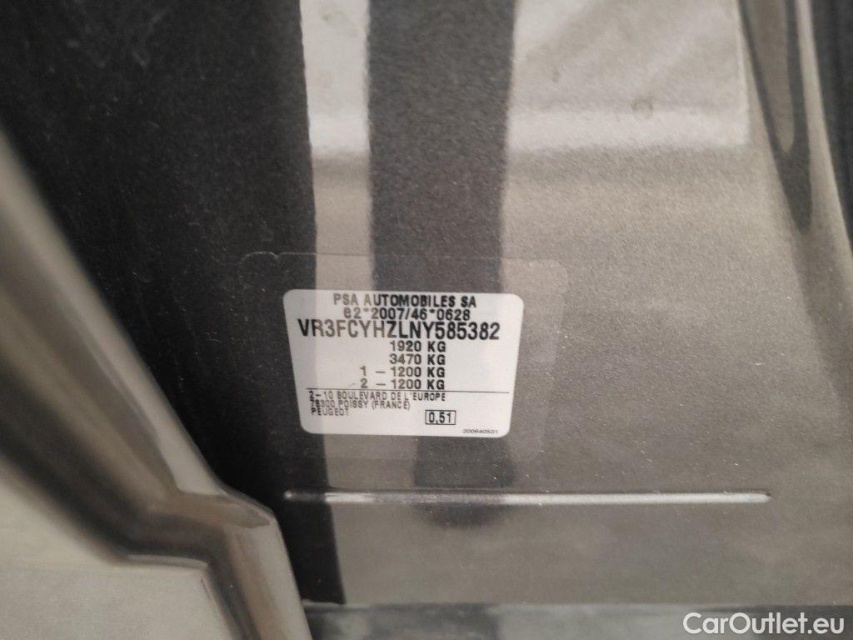 PSA AUTOMOBILES SA
e2*2007/46*0628
VR3FCYHZLNY585382
1920 KG
3470 KG
1 - 1200 KG
2 - 1200 KG
2-10 BOULEVARD DE L'EUROPE
78300 POISSY (FRANCE)
PEUGEOT
0.51
CarOutlet.eu